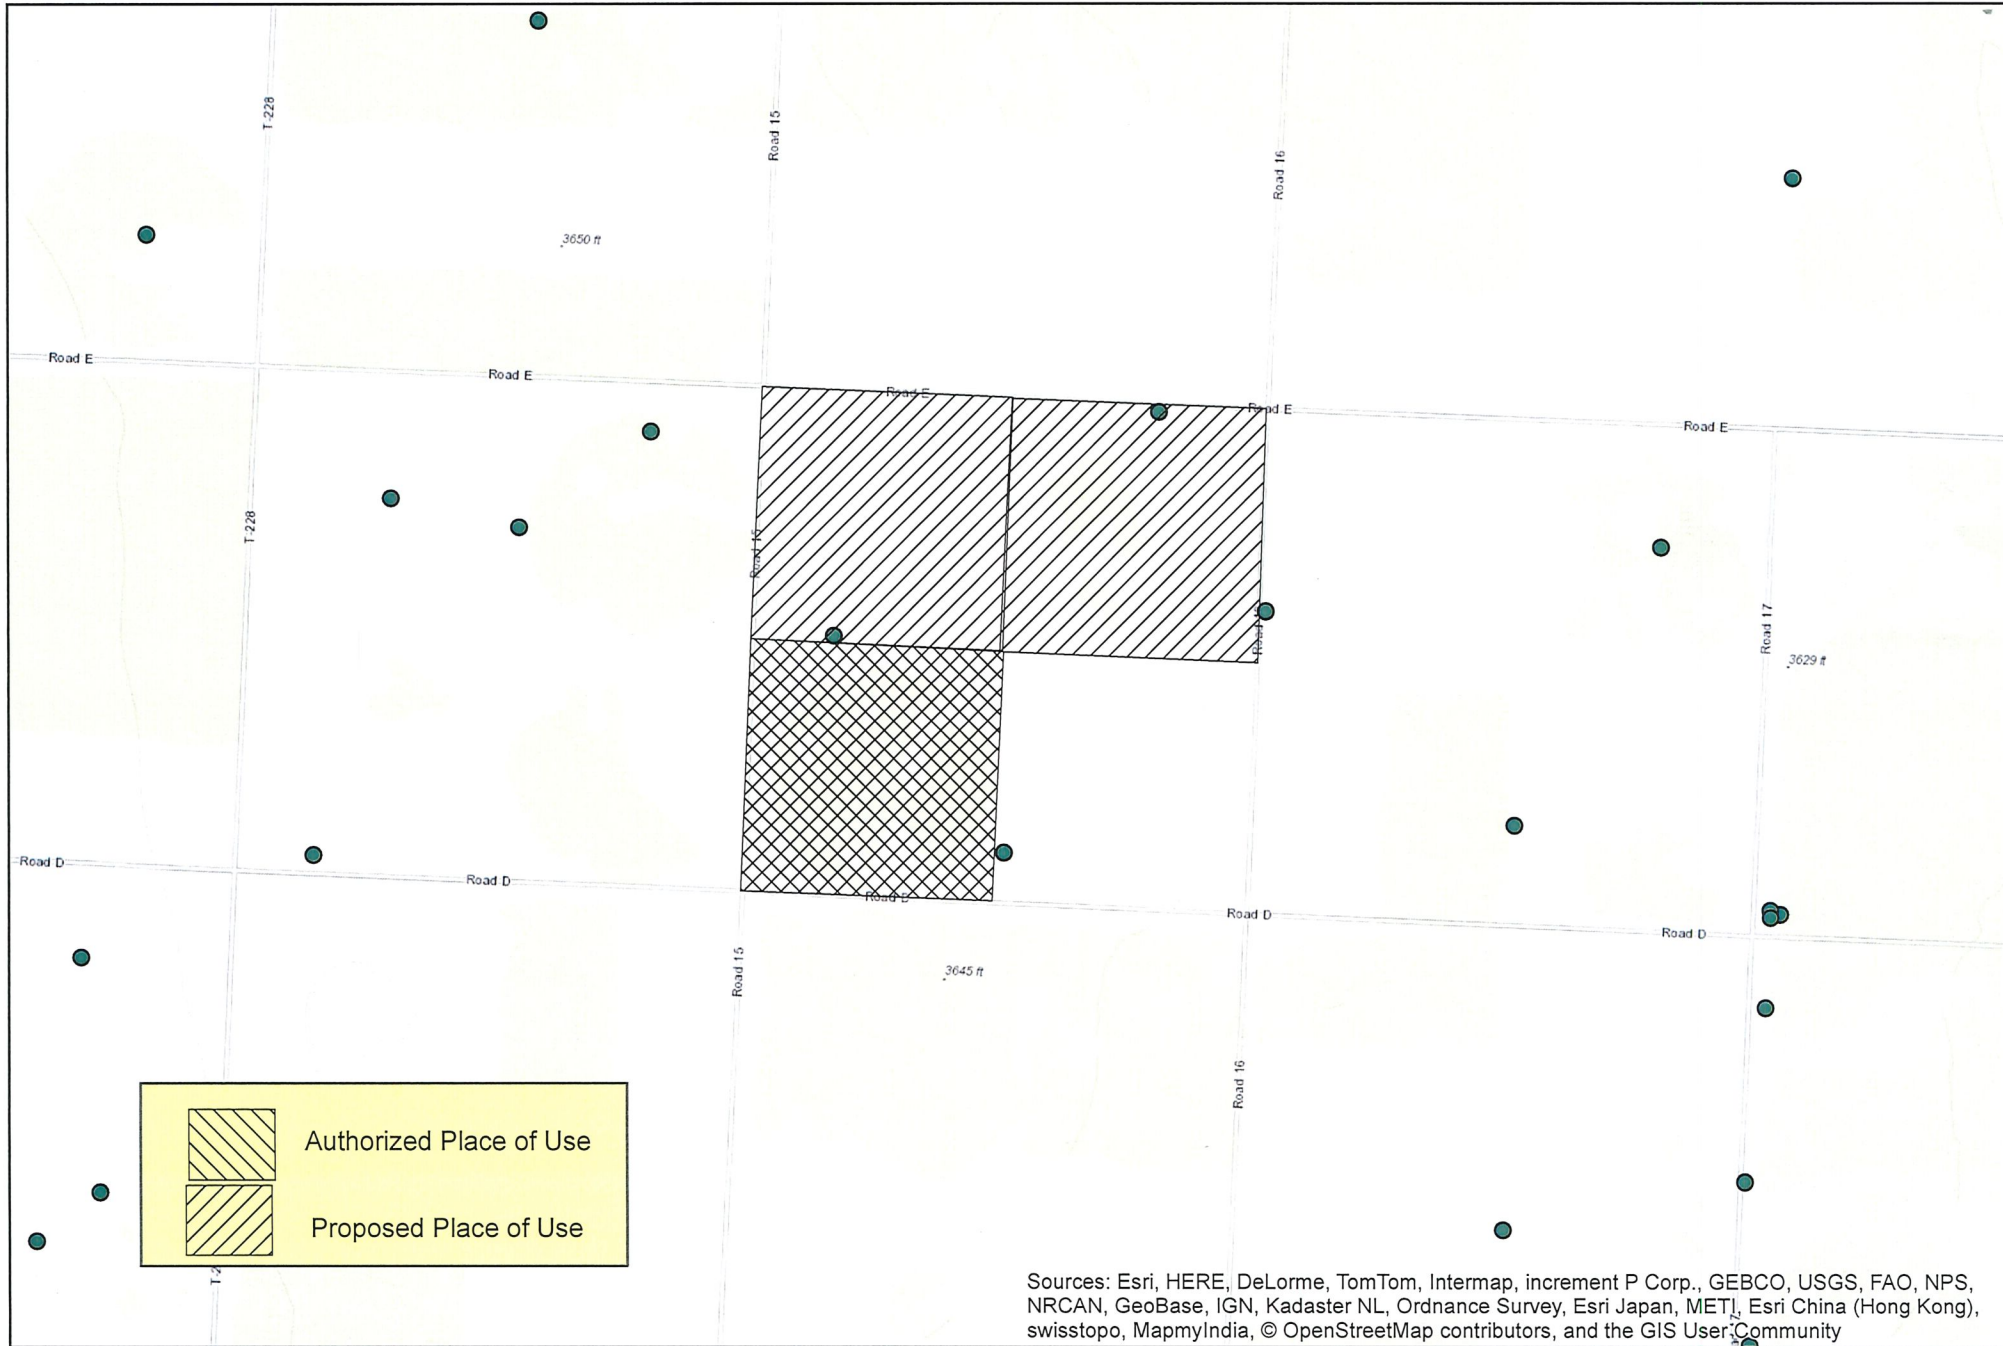 T-228
Road 15
Road 16
3650 ft
Road E
Road E
Road E
Road E
Road E
T-228
Road 15
Road 17
3629 ft
Road D
Road D
Road D
Road D
Road D
Road 15
3645 ft
Road 16
Authorized Place of Use
Proposed Place of Use
Sources: Esri, HERE, DeLorme, TomTom, Intermap, increment P Corp., GEBCO, USGS, FAO, NPS,
NRCAN, GeoBase, IGN, Kadaster NL, Ordnance Survey, Esri Japan, METI, Esri China (Hong Kong),
swisstopo, MapmyIndia, © OpenStreetMap contributors, and the GIS User Community